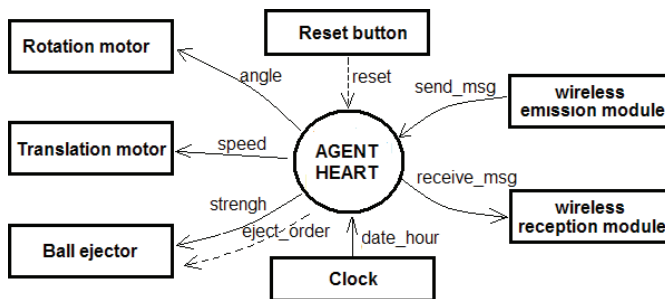 Rotation motor
Reset button
angle
reset
send_msg
wireless
emission module
Translation motor
speed
AGENT
HEART
receive_msg
strengh
wireless
reception module
Ball ejector
eject_order
date_hour
Clock